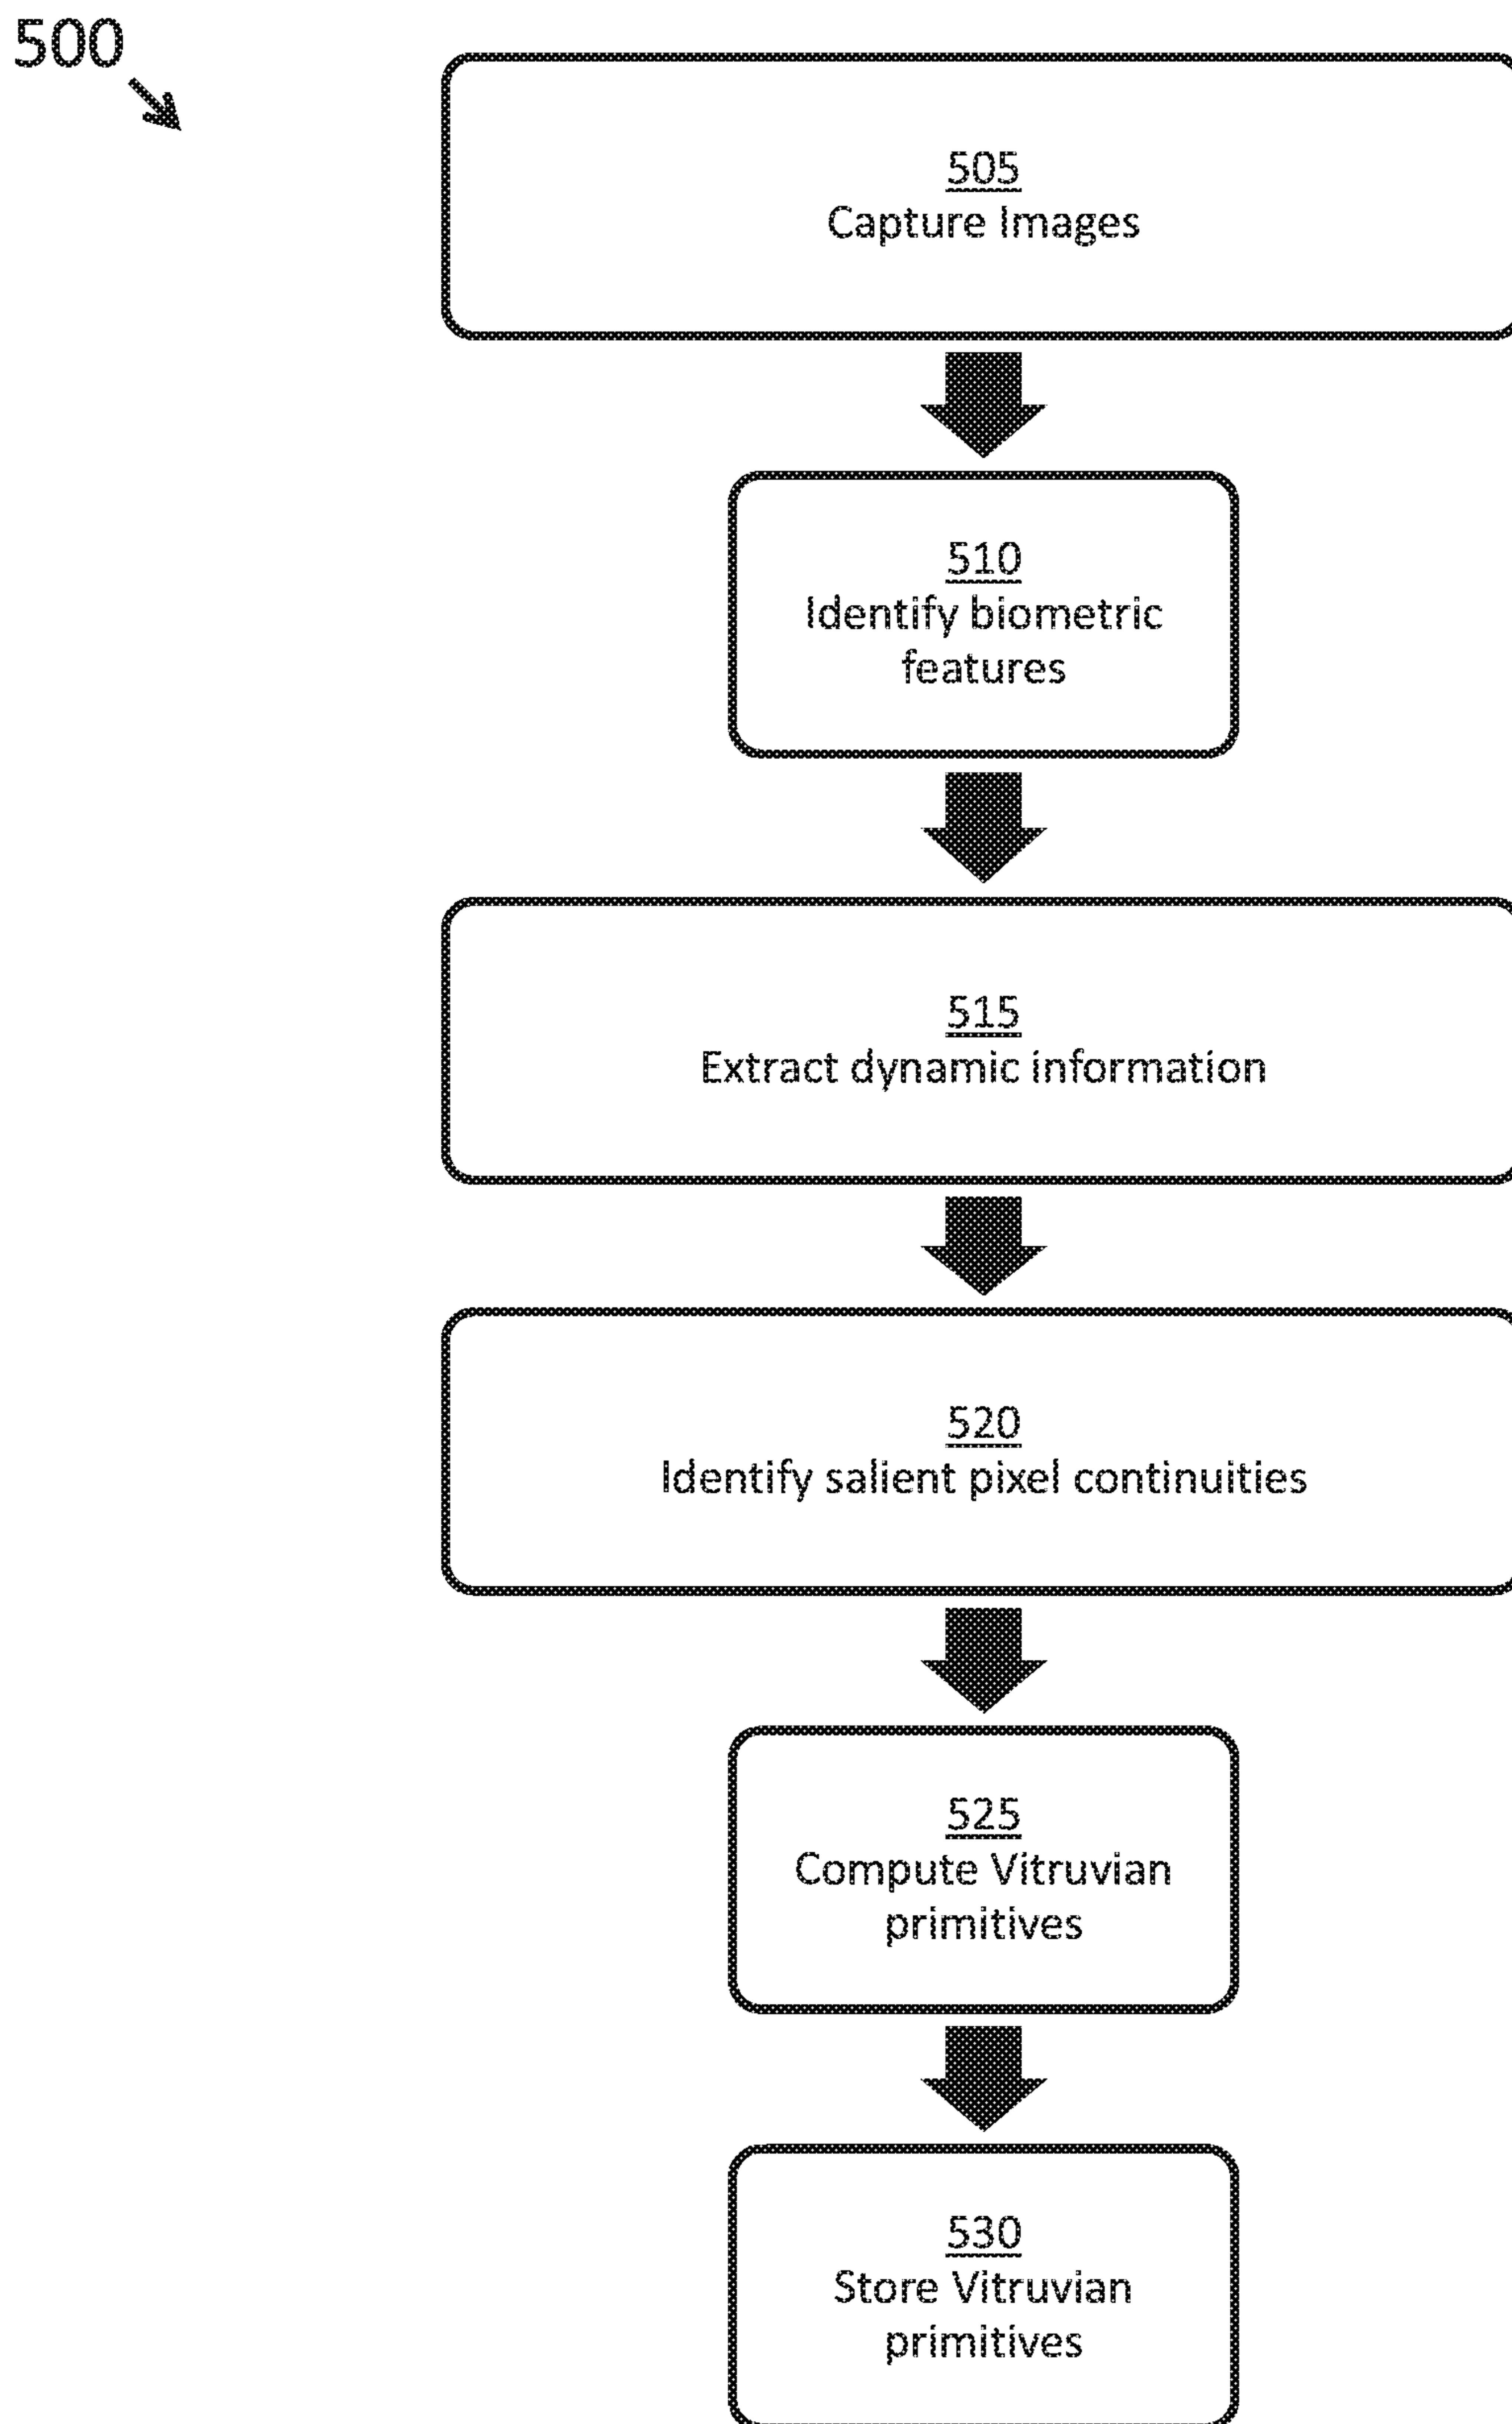 500
505
Capture Images
510
Identify biometric
features
515
Extract dynamic information
520
Identify salient pixel continuities
525
Compute Vitruvian
primitives
530
Store Vitruvian
primitives